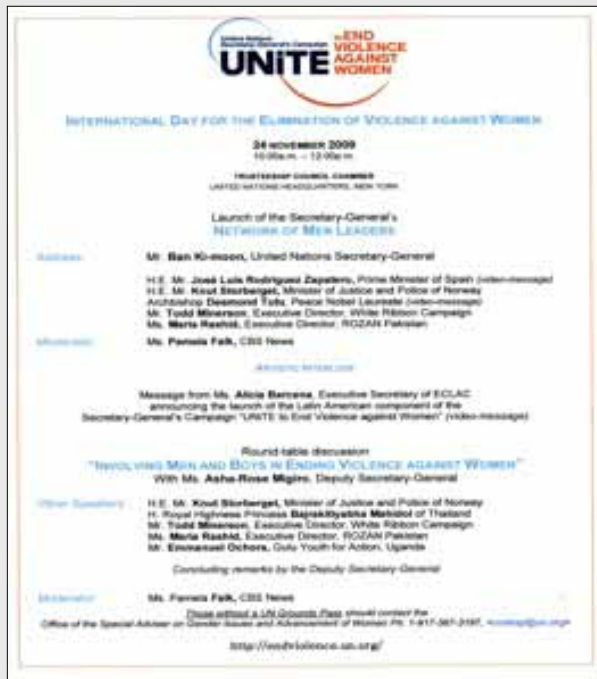 United Nations
Secretary-General's Campaign
UNiTE
to END
VIOLENCE
AGAINST
WOMEN
INTERNATIONAL DAY FOR THE ELIMINATION OF VIOLENCE AGAINST WOMEN
24 NOVEMBER 2009
10:00a.m. – 12:00p.m
TRUSTEESHIP COUNCIL CHAMBER
UNITED NATIONS HEADQUARTERS, NEW YORK
Launch of the Secretary-General's
NETWORK OF MEN LEADERS
Mr. Ban Ki-moon, United Nations Secretary-General
H.E. Mr. José Luis Rodríguez Zapatero, Prime Minister of Spain (video-message)
H.E. Mr. Knut Storberget, Minister of Justice and Police of Norway
Archbishop Desmond Tutu, Peace Nobel Laureate (video-message)
Mr. Todd Minerson, Executive Director, White Ribbon Campaign
Ms. Maria Rashid, Executive Director, ROZAN Pakistan
Moderator: Ms. Pamela Falk, CBS News
ARTISTIC INTERLUDE
Message from Ms. Alicia Barcena, Executive Secretary of ECLAC
announcing the launch of the Latin American component of the
Secretary-General's Campaign "UNITE to End Violence against Women" (video-message)
Round-table discussion
"INVOLVING MEN AND BOYS IN ENDING VIOLENCE AGAINST WOMEN"
With Ms. Asha-Rose Migiro, Deputy Secretary-General
Other Speakers: H.E. Mr. Knut Storberget, Minister of Justice and Police of Norway
H. Royal Highness Princess Bajrakitiyabha Mahidol of Thailand
Mr. Todd Minerson, Executive Director, White Ribbon Campaign
Ms. Maria Rashid, Executive Director, ROZAN Pakistan
Mr. Emmanuel Ochora, Gulu Youth for Action, Uganda
Concluding remarks by the Deputy Secretary-General
Moderator: Ms. Pamela Falk, CBS News
Those without a UN Grounds Pass should contact the
Office of the Special Adviser on Gender Issues and Advancement of Women Ph. 1-917-367-3197,
http://endviolence.un.org/